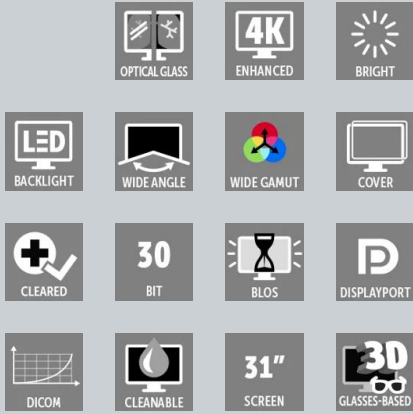 OPTICAL GLASS
4K
ENHANCED
BRIGHT
LED
BACKLIGHT
WIDE ANGLE
WIDE GAMUT
COVER
CLEARED
30
BIT
BLOS
DISPLAYPORT
DICOM
CLEANABLE
31"
SCREEN
3D
GLASSES-BASED